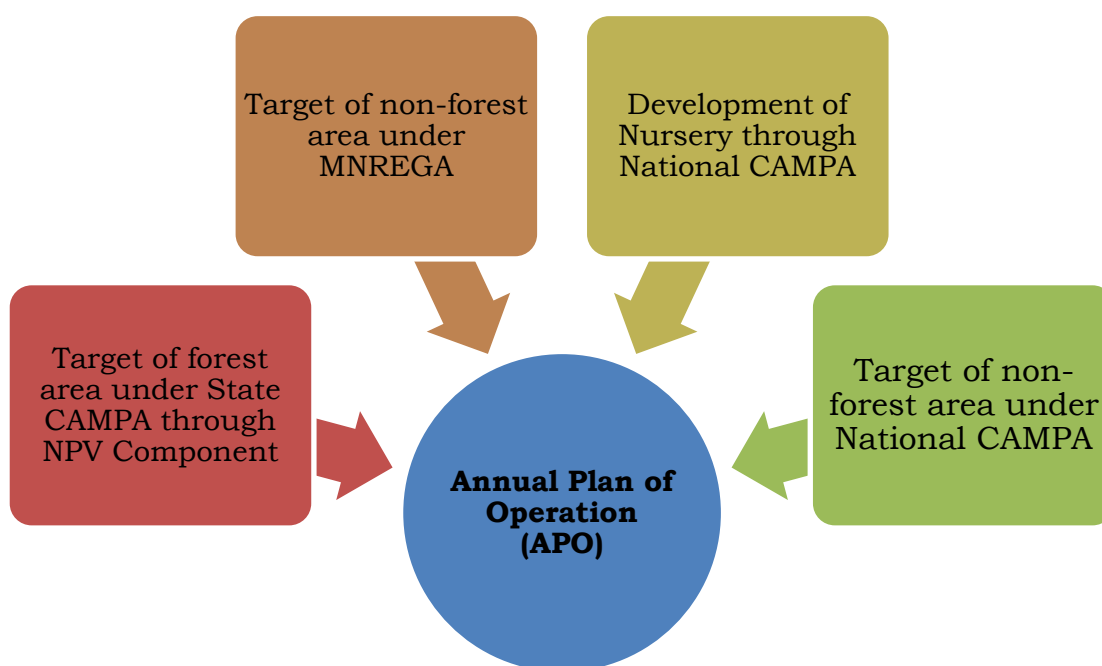 Target of non-forest
area under
MNREGA
Development of
Nursery through
National CAMPA
Target of forest
area under State
CAMPA through
NPV Component
Target of non-
forest area under
National CAMPA
Annual Plan of
Operation
(APO)